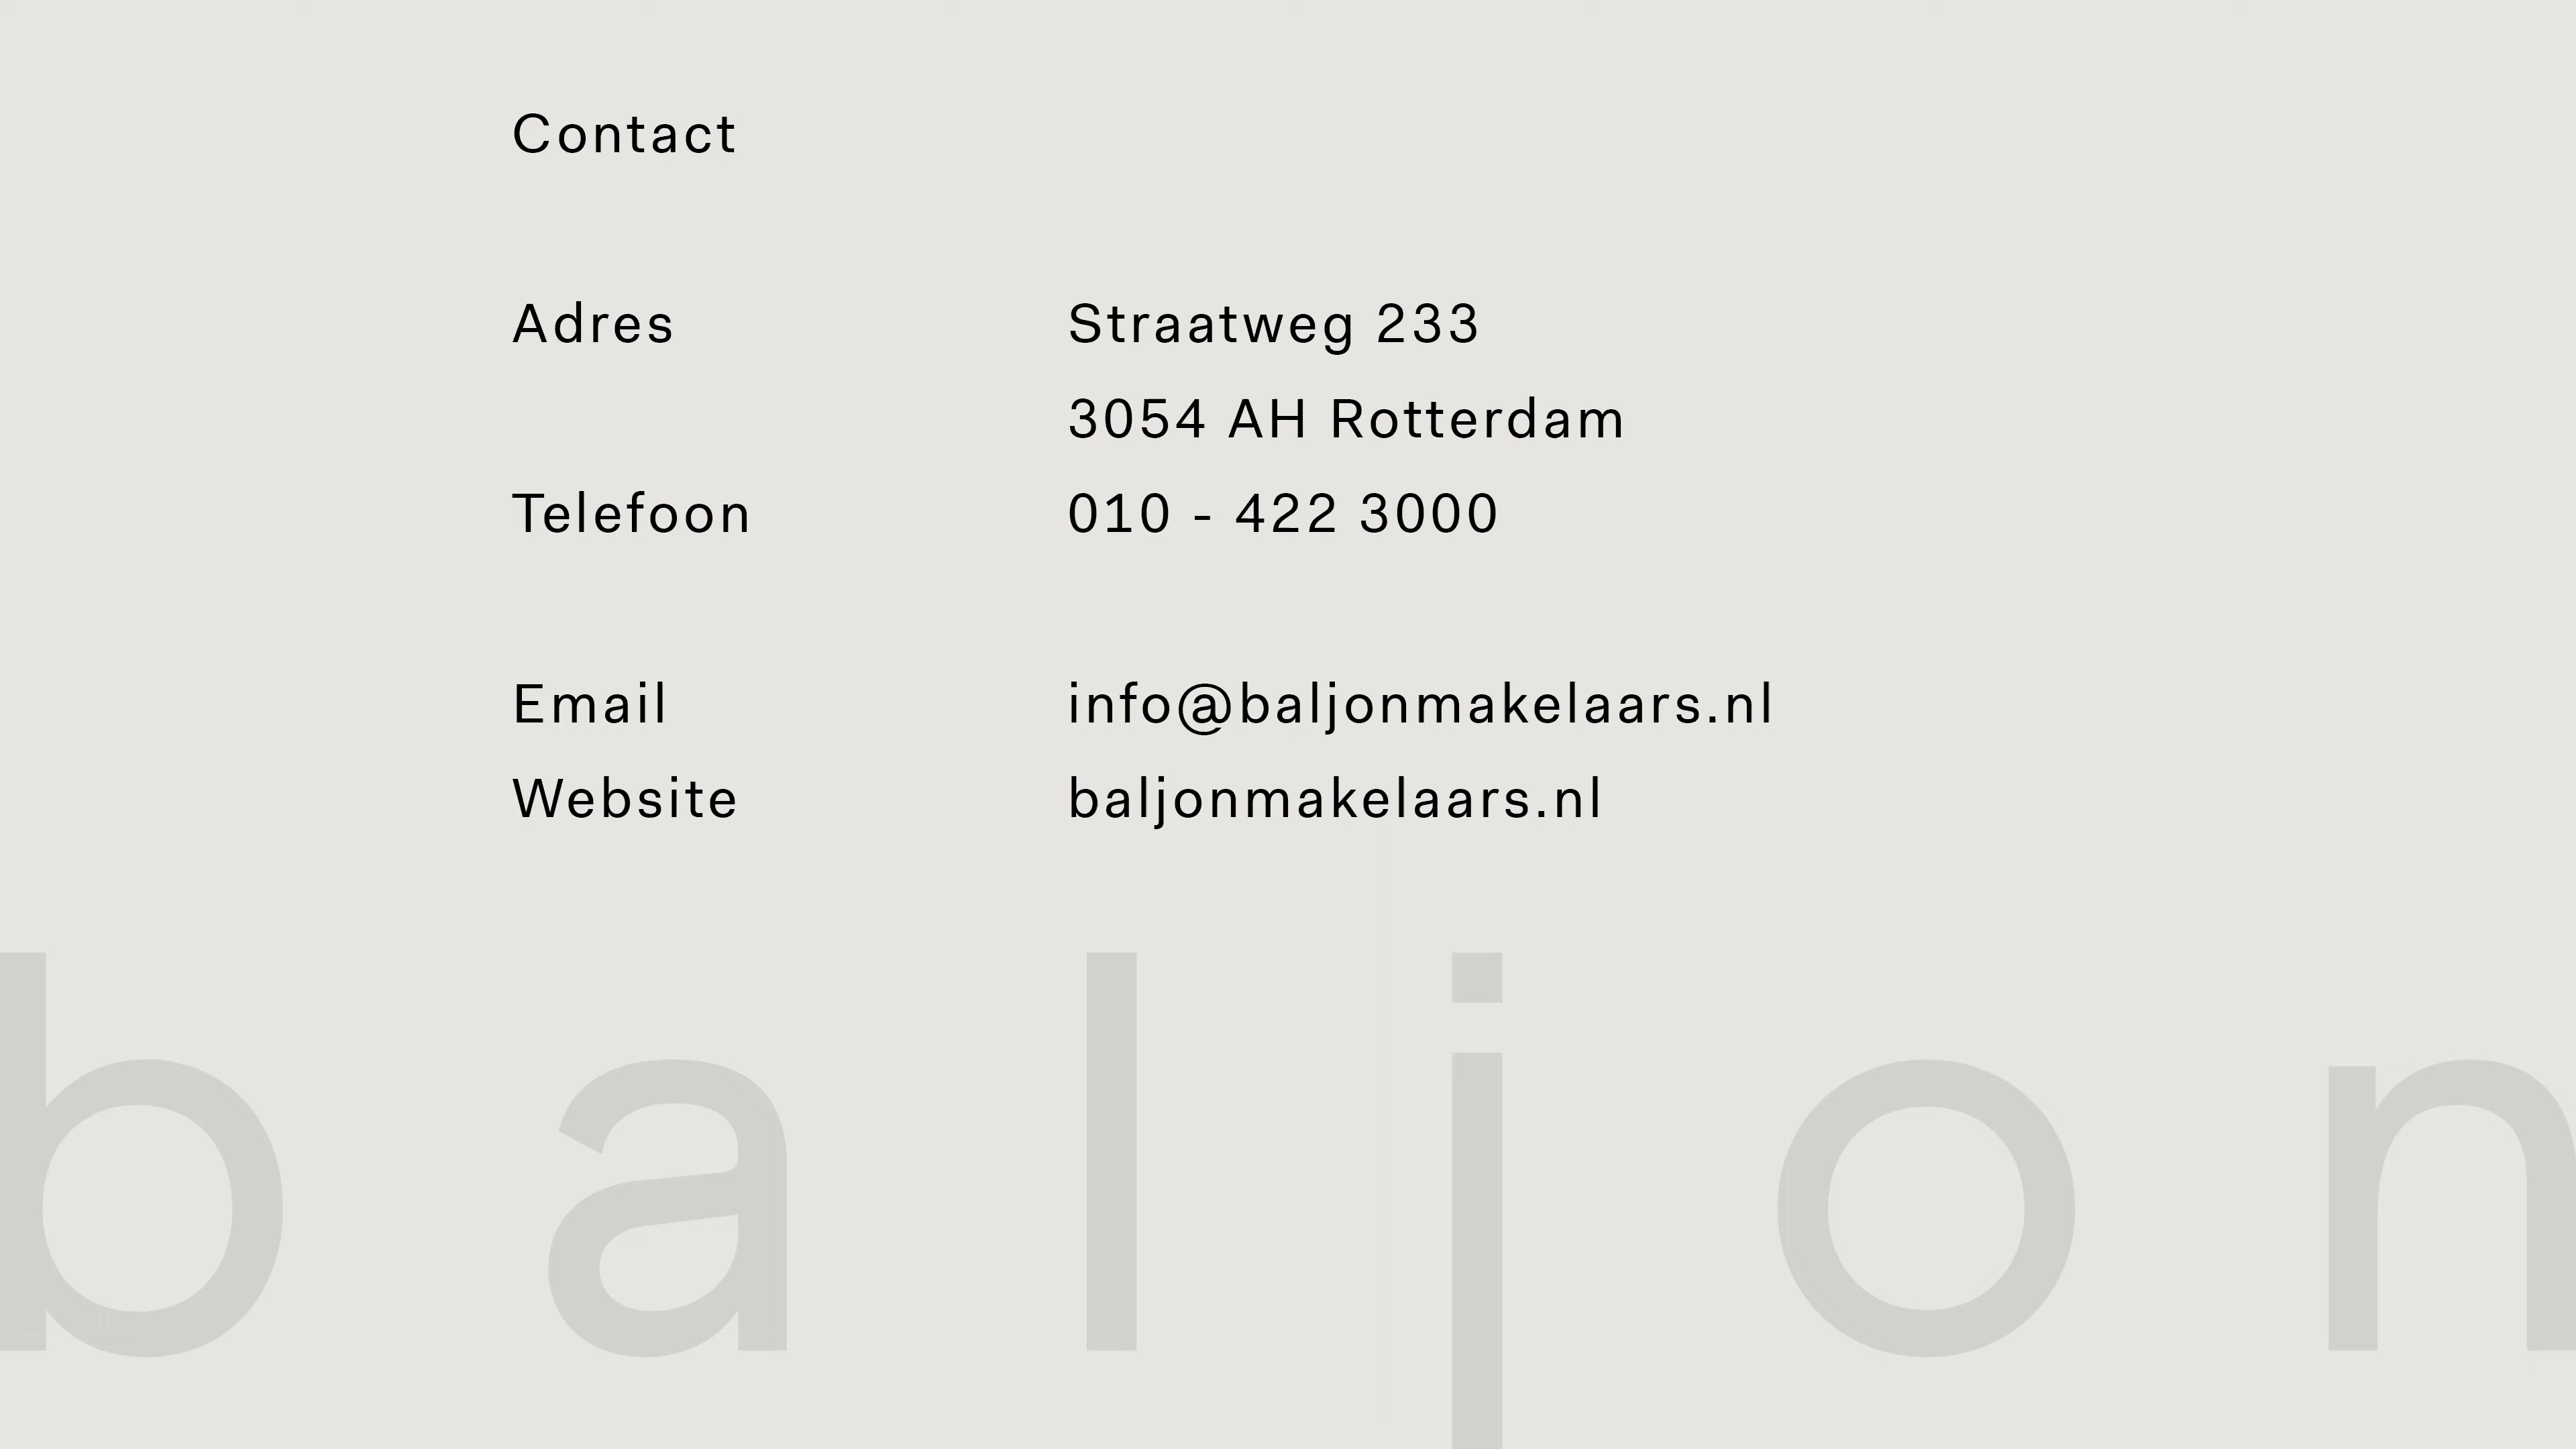 Contact
Adres Straatweg 233
3054 AH Rotterdam
Telefoon 010 - 422 3000
Email info@baljonmakelaars.nl
Website baljonmakelaars.nl
baljon